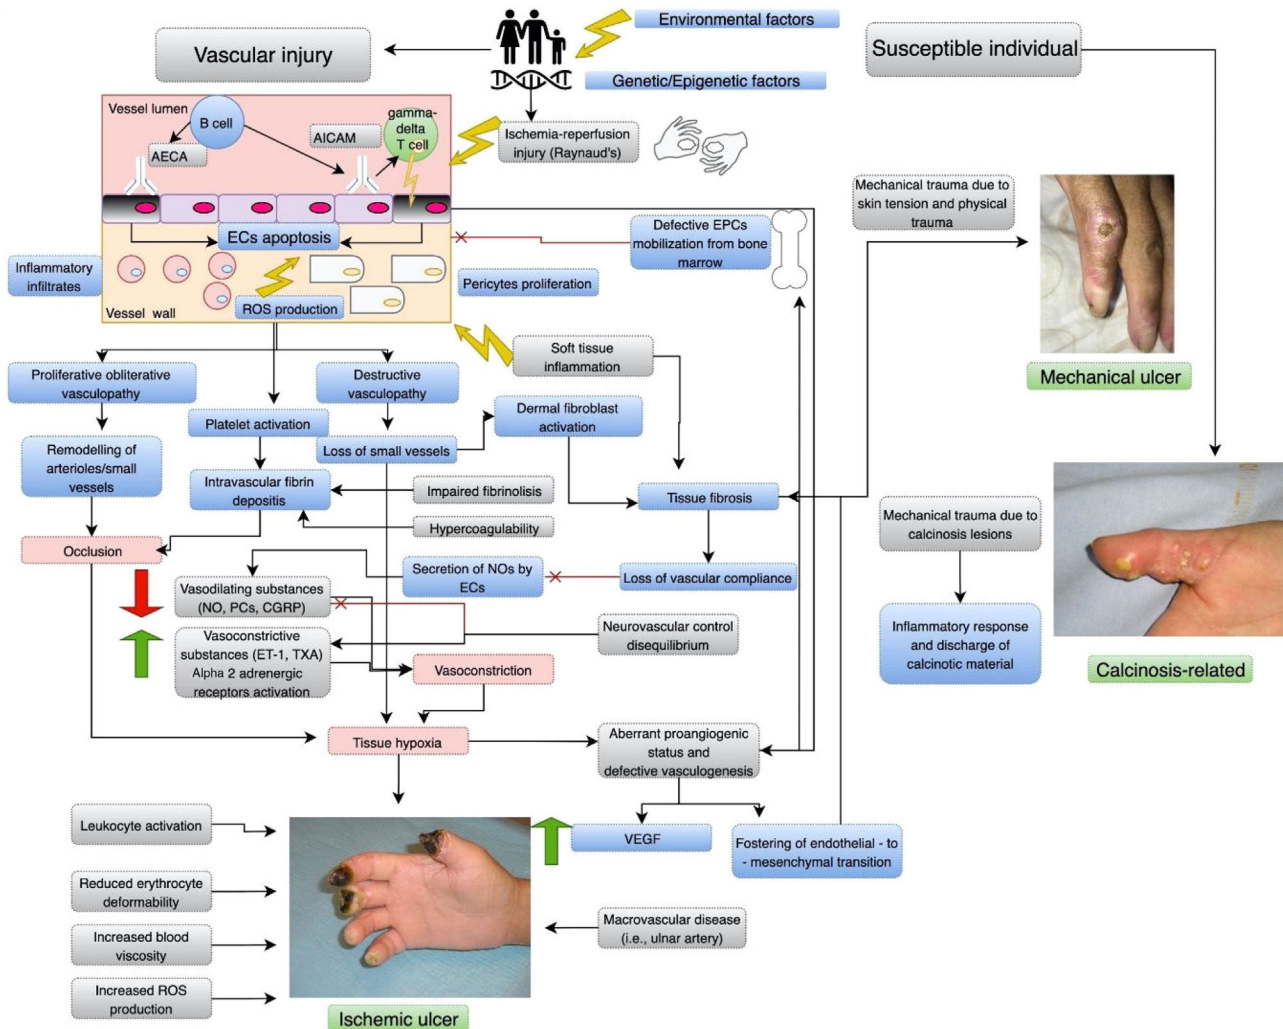 Environmental factors
Vascular injury
Susceptible individual
Genetic/Epigenetic factors
Vessel lumen
B cell
AICAM
gamma-
delta
T cell
AECA
Ischemia-reperfusion
injury (Raynaud's)
Mechanical trauma due to
skin tension and physical
trauma
ECs apoptosis
Defective EPCs
mobilization from bone
marrow
Inflammatory
infiltrates
Pericytes proliferation
ROS production
Vessel wall
Soft tissue
inflammation
Mechanical ulcer
Proliferative obliterative
vasculopathy
Destructive
vasculopathy
Dermal fibroblast
activation
Platelet activation
Remodelling of
arterioles/small
vessels
Loss of small vessels
Intravascular fibrin
depositis
Impaired fibrinolisis
Tissue fibrosis
Hypercoagulability
Mechanical trauma due to
calcinosis lesions
Occlusion
Secretion of NOs by
ECs
Loss of vascular compliance
Vasodilating substances
(NO, PCs, CGRP)
Neurovascular control
disequilibrium
Inflammatory response
and discharge of
calcinotic material
Vasoconstrictive
substances (ET-1, TXA)
Alpha 2 adrenergic
receptors activation
Vasoconstriction
Calcinosis-related
Tissue hypoxia
Aberrant proangiogenic
status and
defective vasculogenesis
Leukocyte activation
VEGF
Fostering of endothelial - to
- mesenchymal transition
Reduced erythrocyte
deformability
Macrovascular disease
(i.e., ulnar artery)
Increased blood
viscosity
Increased ROS
production
Ischemic ulcer